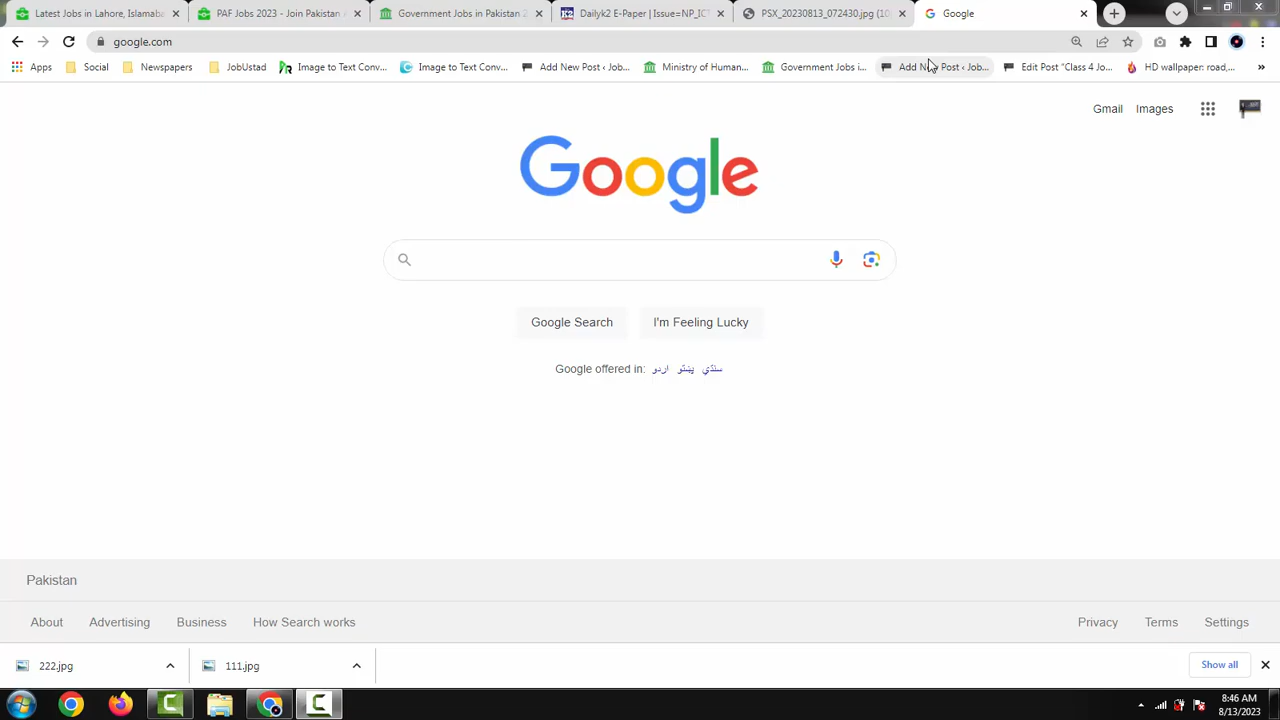 Latest Jobs in Lahore, Islamaba
PAF Jobs 2023 - Join Pakistan A
Government Jobs in Pakistan 2
Dailyk2 E-Paper | Issue=NP_IC
PSX_20230813_072430.jpg (10
Google
google.com
Apps
Social
Newspapers
JobUstad
Image to Text Conv...
Image to Text Conv...
Add New Post ‹ Job...
Ministry of Human...
Government Jobs i...
Add New Post ‹ Job...
Edit Post "Class 4 Jo...
HD wallpaper: road,...
»
Gmail
Images
Google
Google Search
I'm Feeling Lucky
Google offered in: اردو پښتو سنڌي
Pakistan
About
Advertising
Business
How Search works
Privacy
Terms
Settings
222.jpg
111.jpg
Show all
8:46 AM
8/13/2023